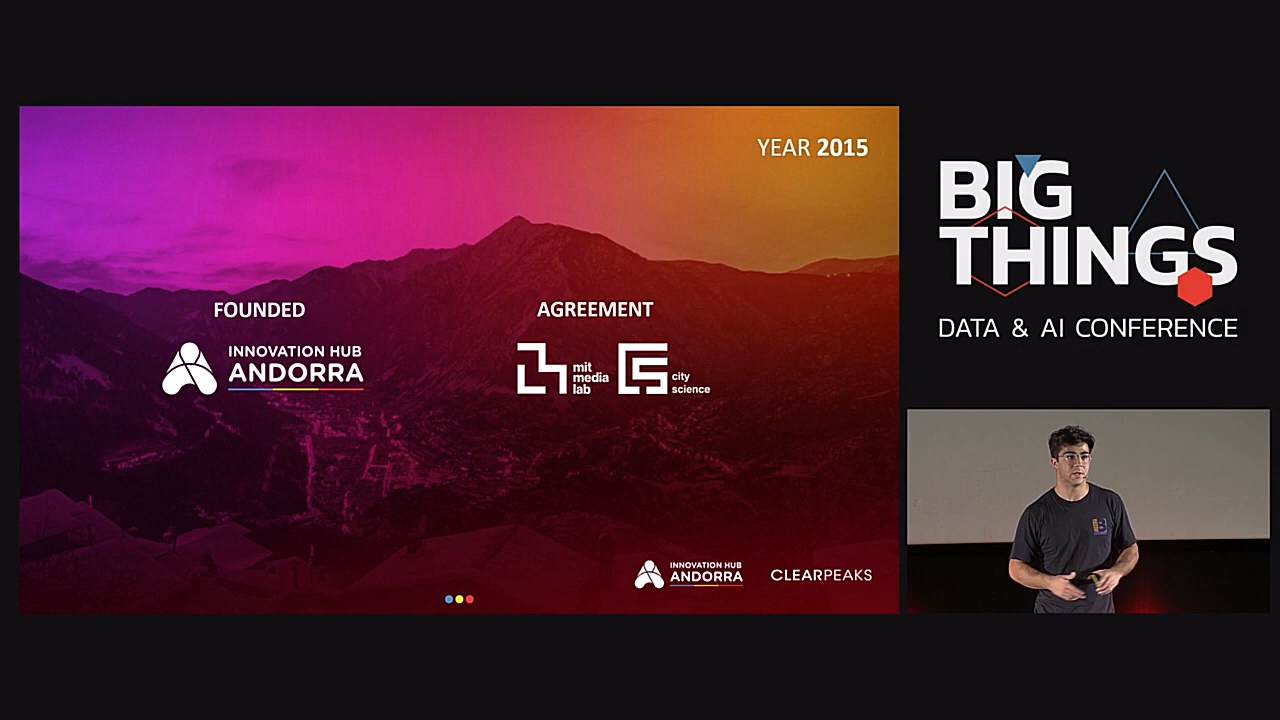 YEAR 2015
FOUNDED
INNOVATION HUB
ANDORRA
AGREEMENT
mit
media
lab
city
science
INNOVATION HUB
ANDORRA
CLEARPEAKS
BIG
THINGS
DATA & AI CONFERENCE